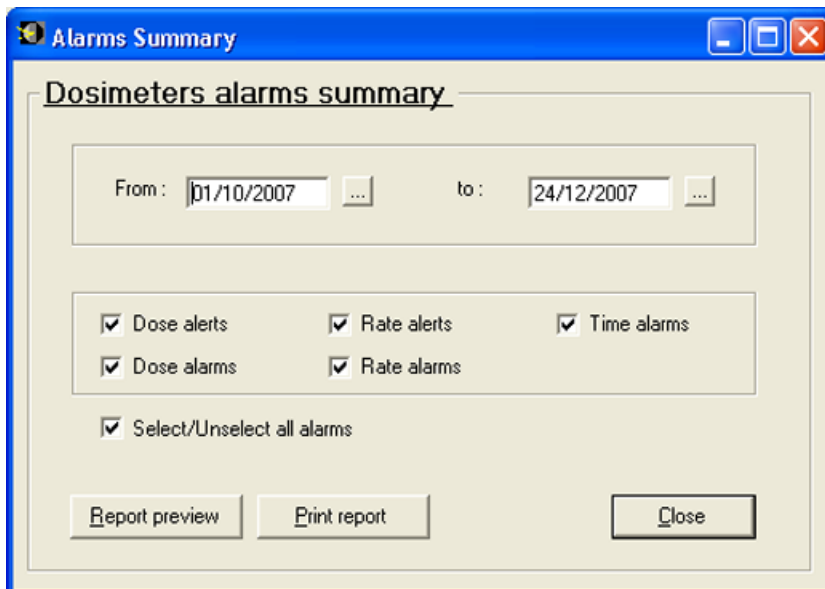 Alarms Summary
Dosimeters alarms summary
From : 01/10/2007 ... to : 24/12/2007 ...
Dose alerts Rate alerts Time alarms
Dose alarms Rate alarms
Select/Unselect all alarms
Report preview Print report Close